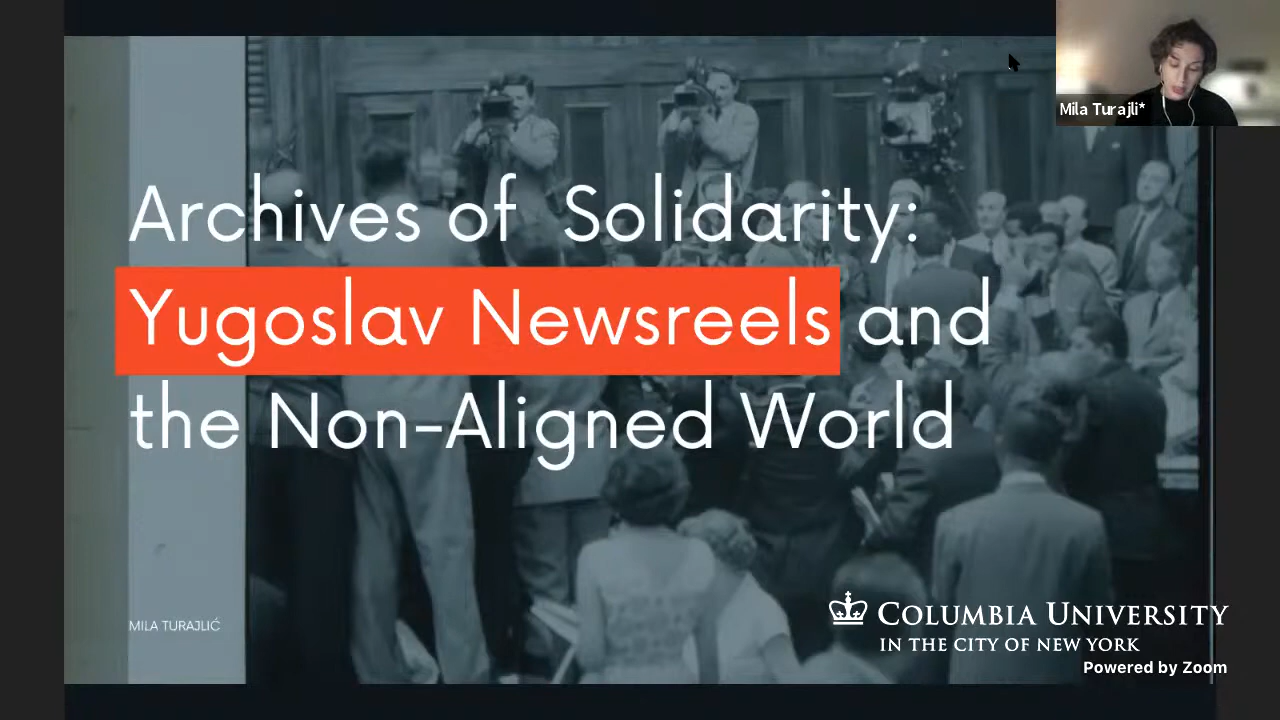 Mila Turajli*
Archives of Solidarity:
Yugoslav Newsreels and
the Non-Aligned World
MILA TURAJLIĆ
COLUMBIA UNIVERSITY
IN THE CITY OF NEW YORK
Powered by Zoom